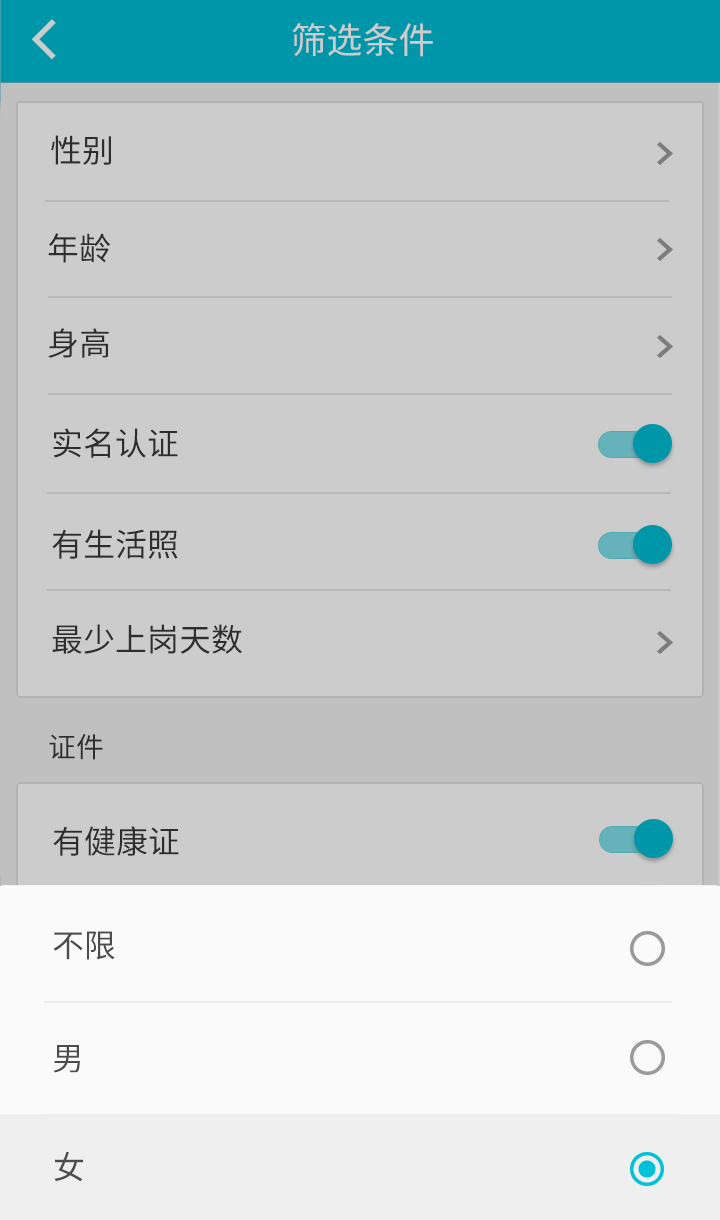 筛选条件
性别
年龄
身高
实名认证
有生活照
最少上岗天数
证件
有健康证
不限
男
女